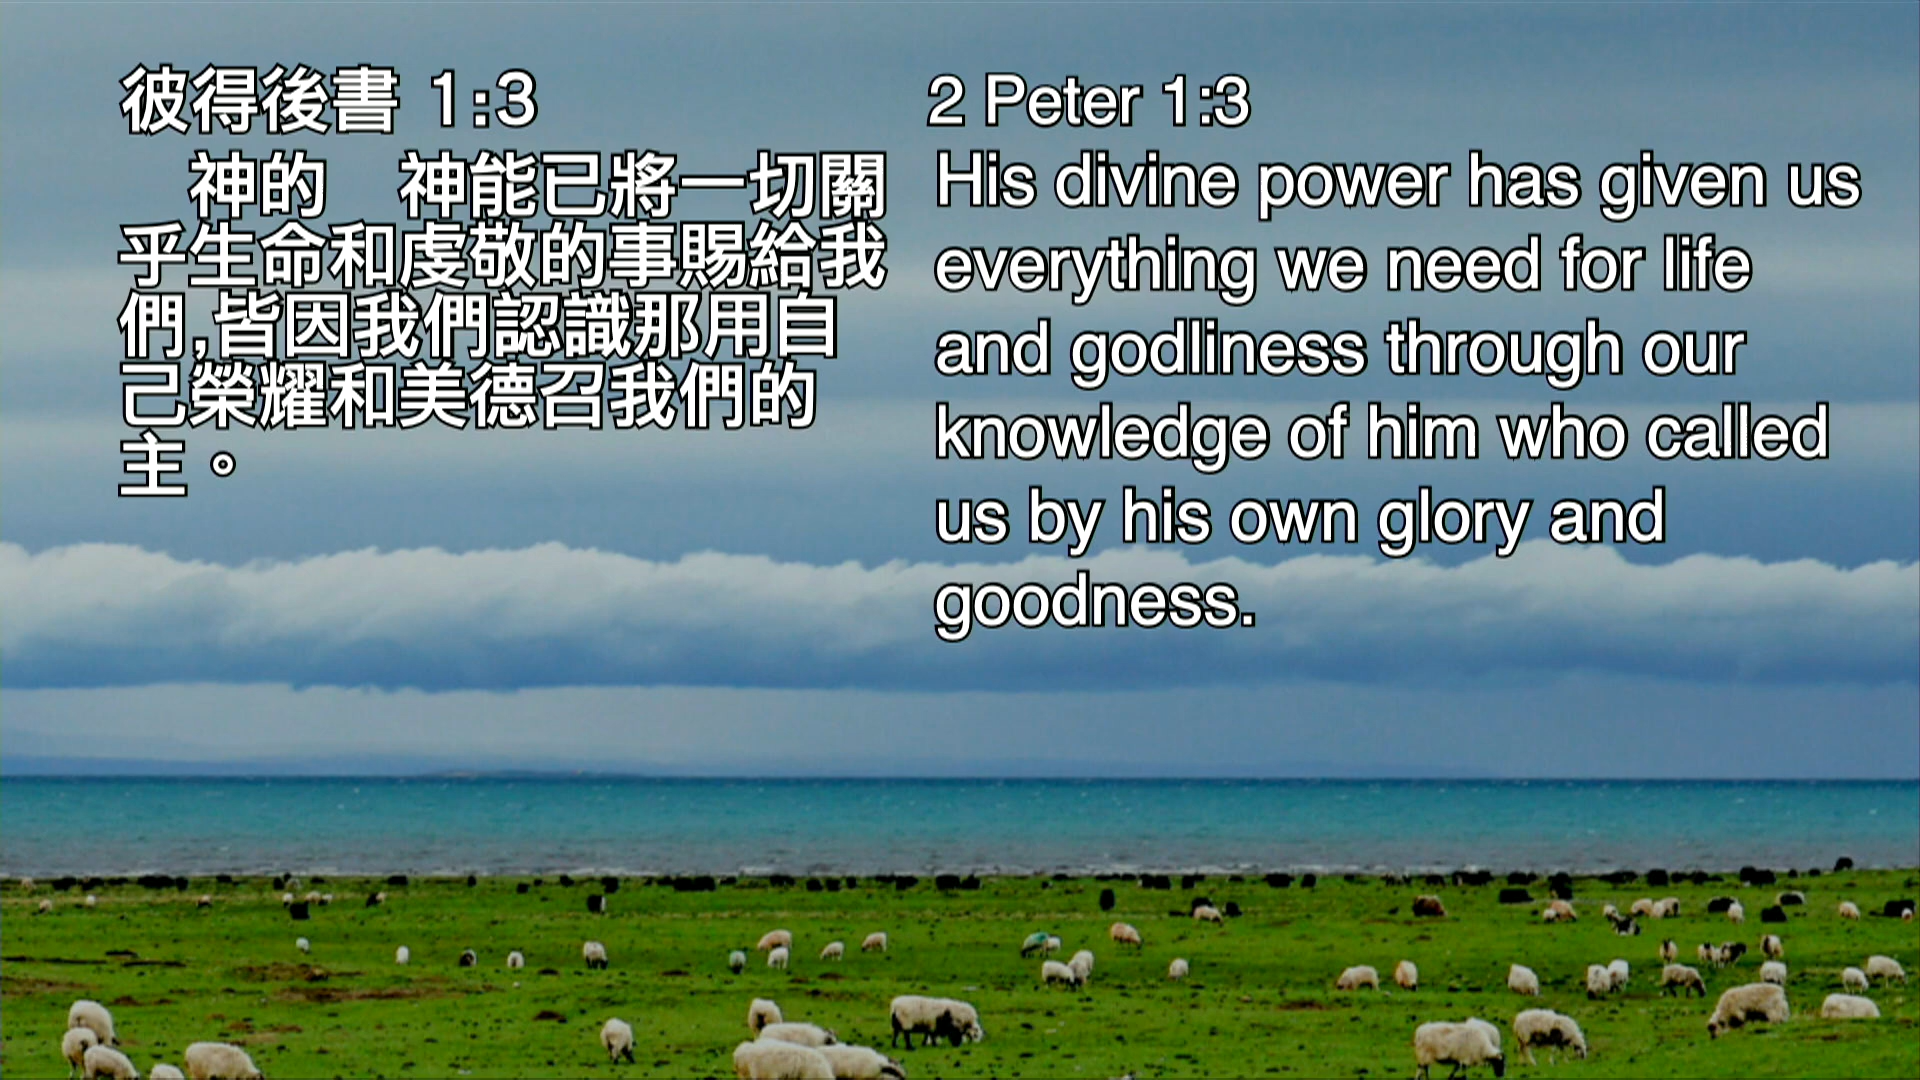 彼得後書 1:3
　神的　神能已將一切關
乎生命和虔敬的事賜給我
們,皆因我們認識那用自
己榮耀和美德召我們的
主。
2 Peter 1:3
His divine power has given us
everything we need for life
and godliness through our
knowledge of him who called
us by his own glory and
goodness.